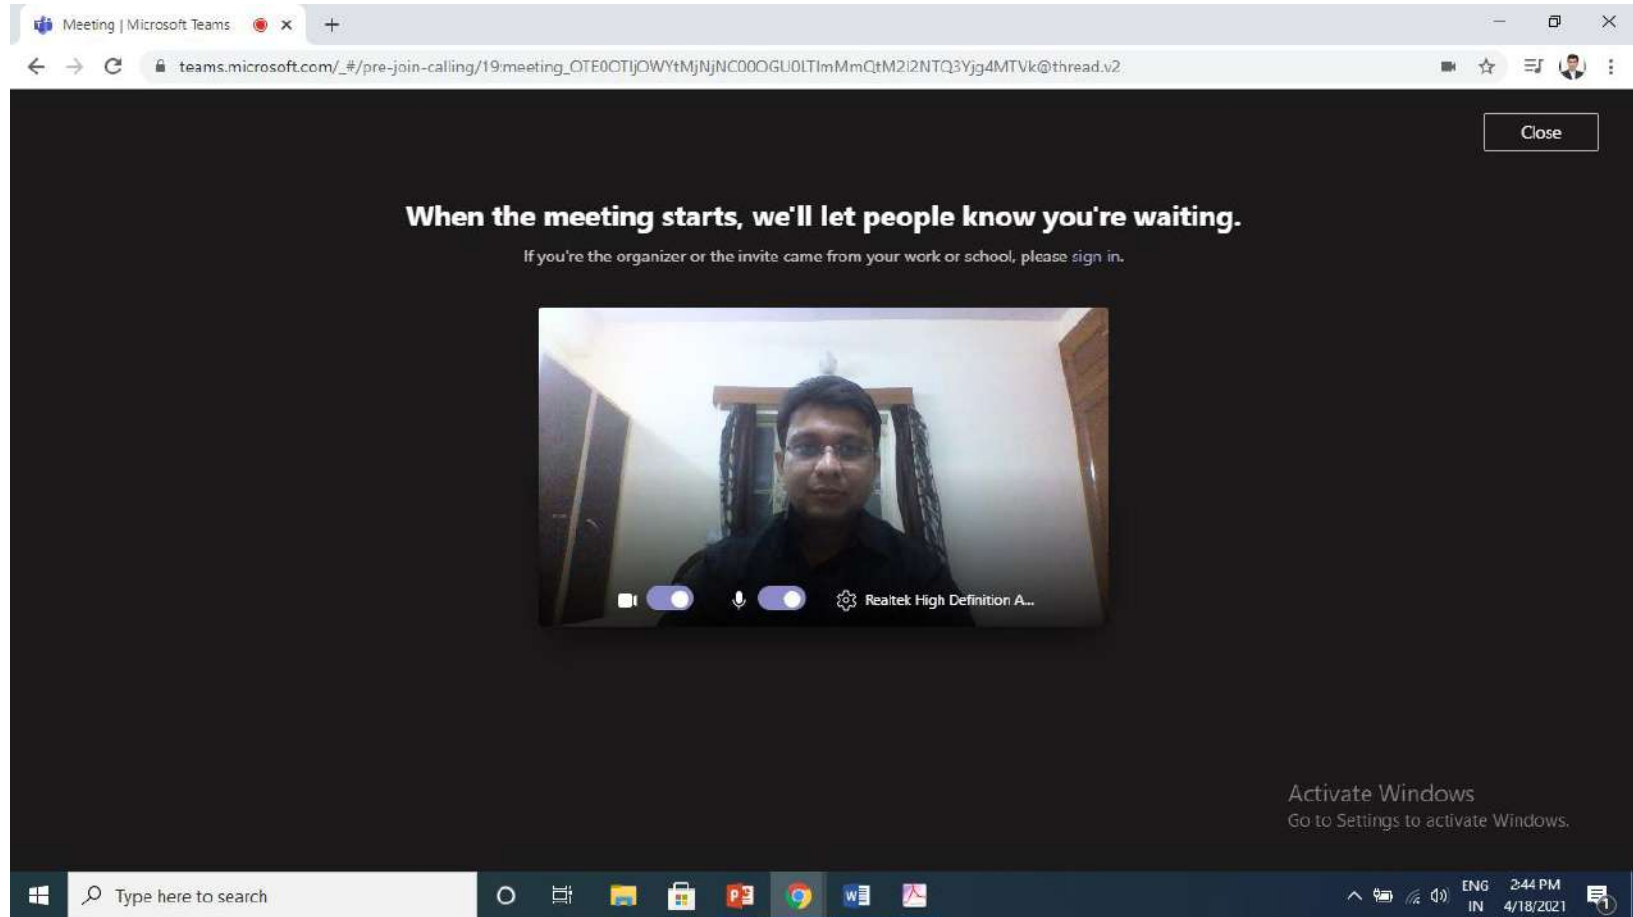 Meeting | Microsoft Teams
teams.microsoft.com/_#/pre-join-calling/19:meeting_OTE0OTIjOWYtMjNjNC00OGU0LTImMmQtM2I2NTQ3Yjg4MTVk@thread.v2
Close
When the meeting starts, we'll let people know you're waiting.
If you're the organizer or the invite came from your work or school, please sign in.
Realtek High Definition A...
Activate Windows
Go to Settings to activate Windows.
Type here to search
ENG 2:44 PM
IN 4/18/2021
1